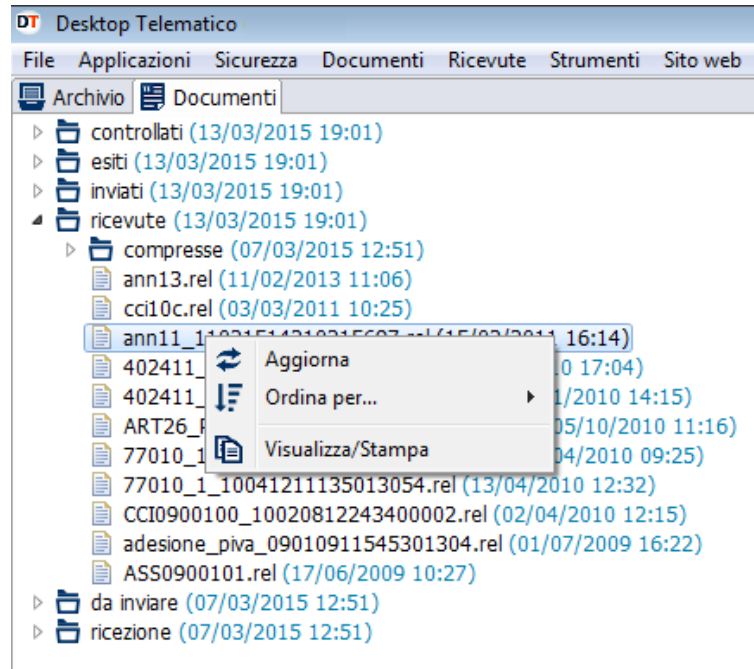 DT Desktop Telematico
File Applicazioni Sicurezza Documenti Ricevute Strumenti Sito web
Archivio Documenti
controllati (13/03/2015 19:01)
esiti (13/03/2015 19:01)
inviati (13/03/2015 19:01)
ricevute (13/03/2015 19:01)
compresse (07/03/2015 12:51)
ann13.rel (11/02/2013 11:06)
cci10c.rel (03/03/2011 10:25)
ann11_ 16:14)
402411_ Aggiorna 17:04)
402411_ Ordina per... /2010 14:15)
ART26_ 05/10/2010 11:16)
77010_1 Visualizza/Stampa 04/2010 09:25)
77010_1_10041211135013054.rel (13/04/2010 12:32)
CCI0900100_10020812243400002.rel (02/04/2010 12:15)
adesione_piva_09010911545301304.rel (01/07/2009 16:22)
ASS0900101.rel (17/06/2009 10:27)
da inviare (07/03/2015 12:51)
ricezione (07/03/2015 12:51)